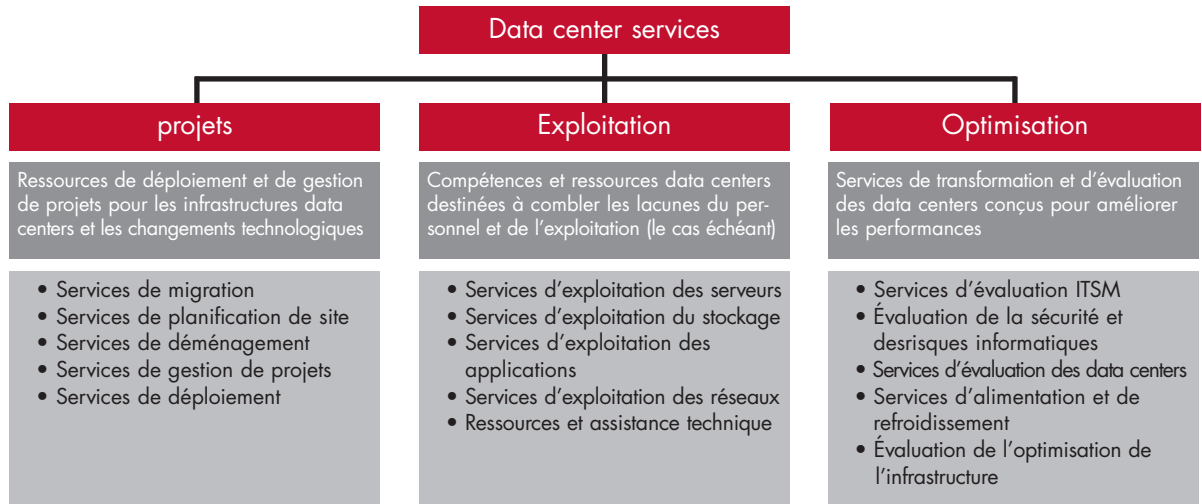 Data center services
projets
Ressources de déploiement et de gestion
de projets pour les infrastructures data
centers et les changements technologiques
• Services de migration
• Services de planification de site
• Services de déménagement
• Services de gestion de projets
• Services de déploiement
Exploitation
Compétences et ressources data centers
destinées à combler les lacunes du per-
sonnel et de l'exploitation (le cas échéant)
• Services d'exploitation des serveurs
• Services d'exploitation du stockage
• Services d'exploitation des
applications
• Services d'exploitation des réseaux
• Ressources et assistance technique
Optimisation
Services de transformation et d'évaluation
des data centers conçus pour améliorer
les performances
• Services d'évaluation ITSM
• Évaluation de la sécurité et
desrisques informatiques
• Services d'évaluation des data centers
• Services d'alimentation et de
refroidissement
• Évaluation de l'optimisation de
l'infrastructure